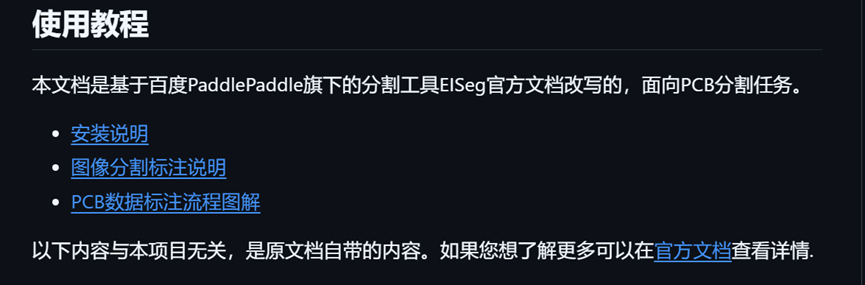 使用教程
本文档是基于百度PaddlePaddle旗下的分割工具EISeg官方文档改写的，面向PCB分割任务。
安装说明
图像分割标注说明
PCB数据标注流程图解
以下内容与本项目无关，是原文档自带的内容。如果您想了解更多可以在官方文档查看详情.